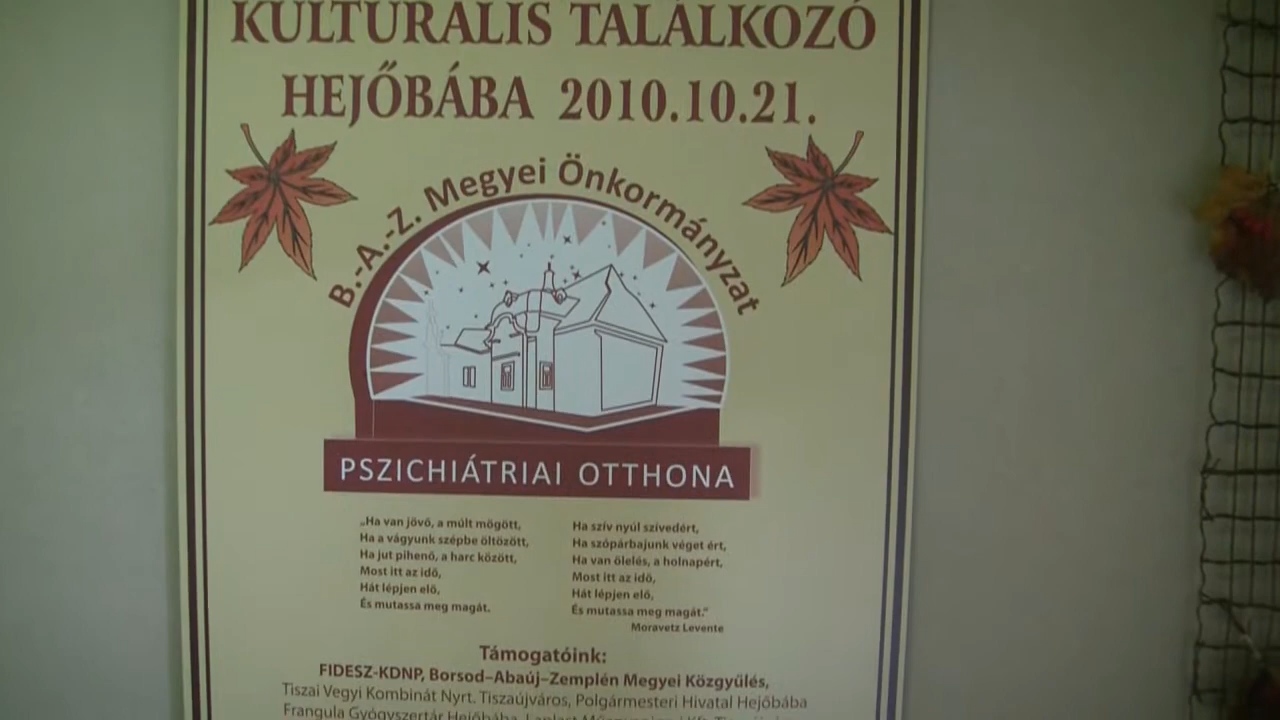 KULTURÁLIS TALÁLKOZÓ
HEJŐBÁBA 2010.10.21.
B.-A.-Z. Megyei Önkormányzat
PSZICHIÁTRIAI OTTHONA
„Ha van jövő, a múlt mögött,
Ha a vágyunk szépbe öltözött,
Ha jut pihenő, a harc között,
Most itt az idő,
Hát lépjen elő,
És mutassa meg magát.
Ha szív nyúl szívedért,
Ha szópárbajunk véget ért,
Ha van ölelés, a holnapért,
Most itt az idő,
Hát lépjen elő,
És mutassa meg magát.”
Moravetz Levente
Támogatóink:
FIDESZ-KDNP, Borsod–Abaúj–Zemplén Megyei Közgyűlés,
Tiszai Vegyi Kombinát Nyrt. Tiszaújváros, Polgármesteri Hivatal Hejőbába
Frangula Gyógyszertár Hejőbába,